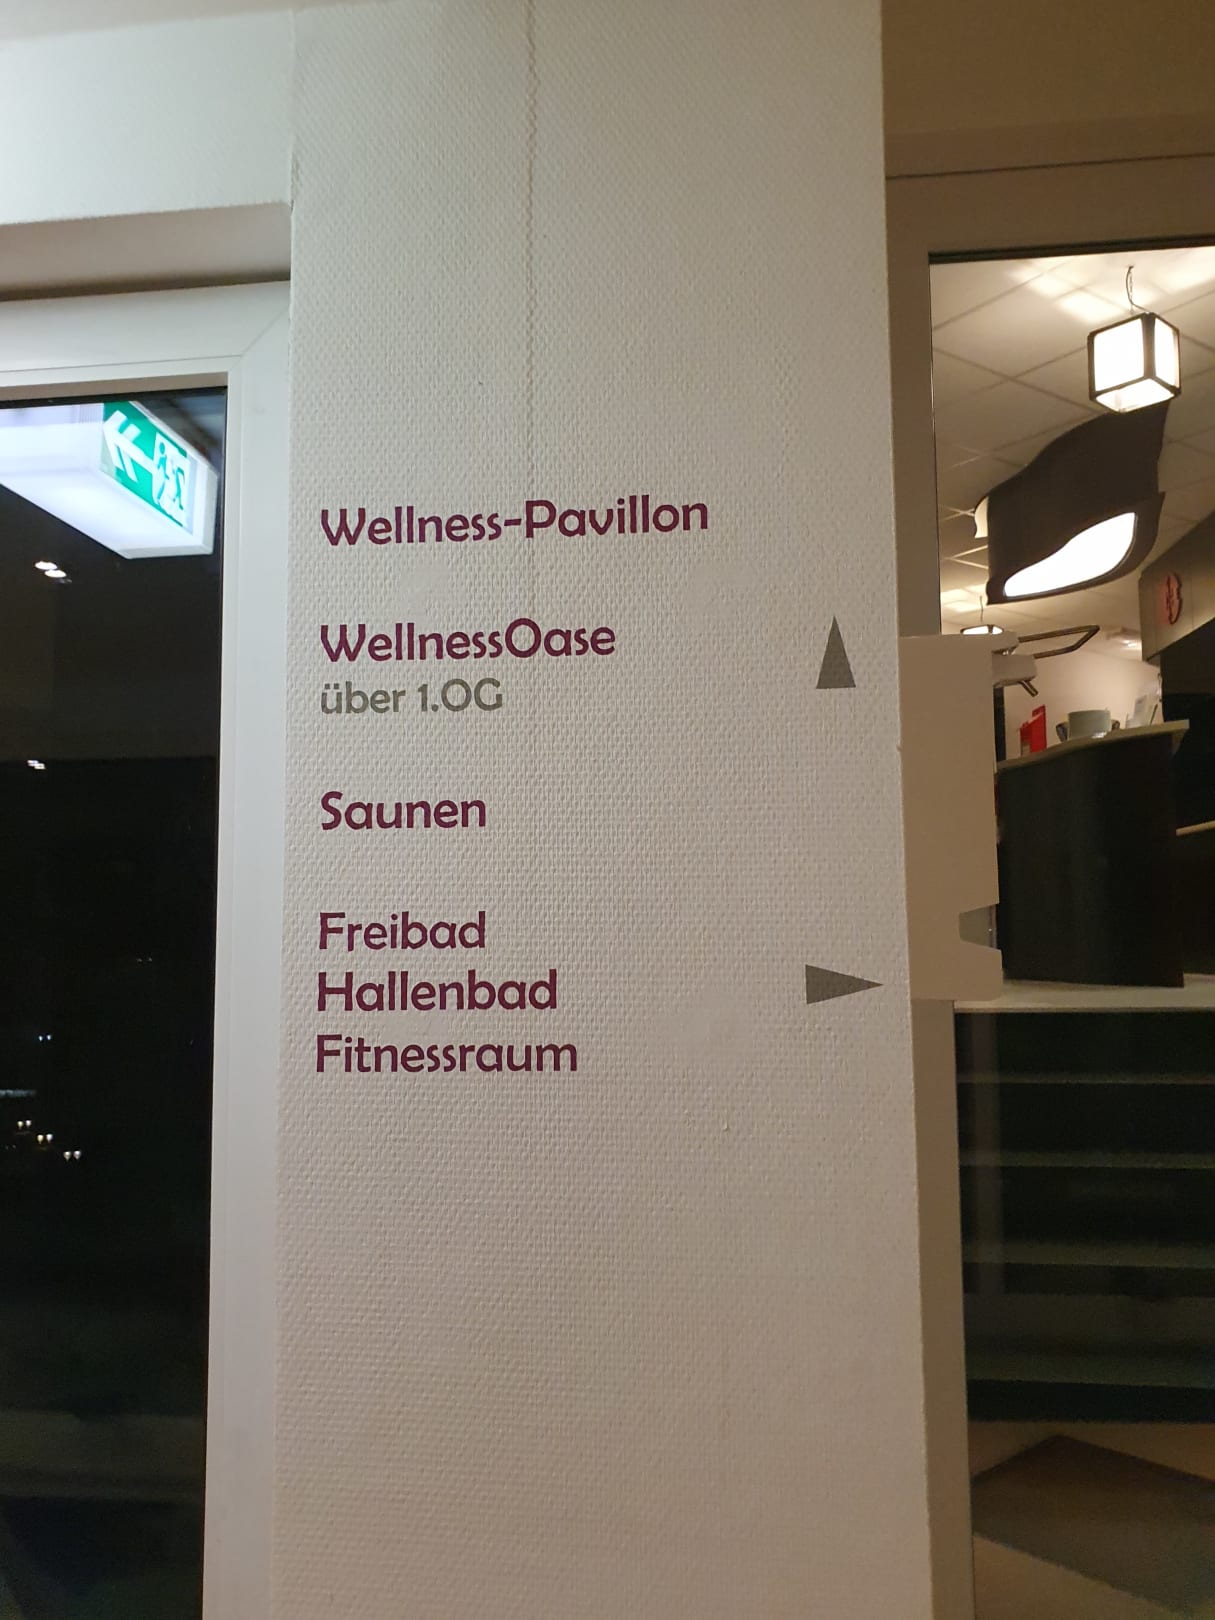 Wellness-Pavillon
WellnessOase
über 1.OG
Saunen
Freibad
Hallenbad
Fitnessraum